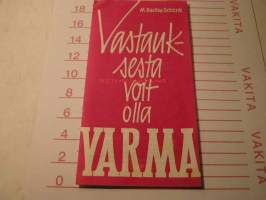 Vastauk-
sesta
voit
olla
VARMA
18
16
14
12
10
8
6
4
2
0
VAKITA
VAKITA
VAKITA